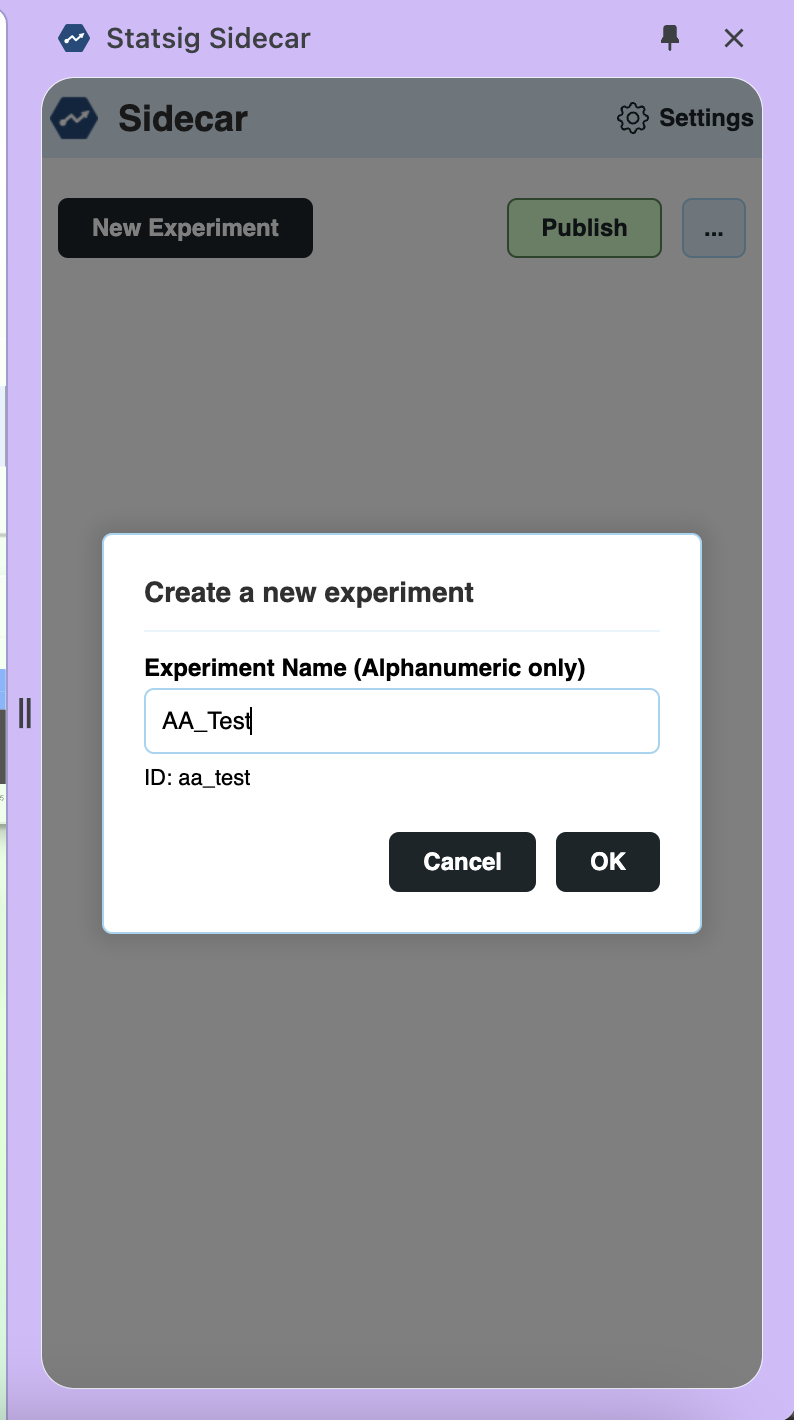 Statsig Sidecar
Sidecar
Settings
New Experiment
Publish
...
Create a new experiment
Experiment Name (Alphanumeric only)
AA_Test
ID: aa_test
Cancel
OK